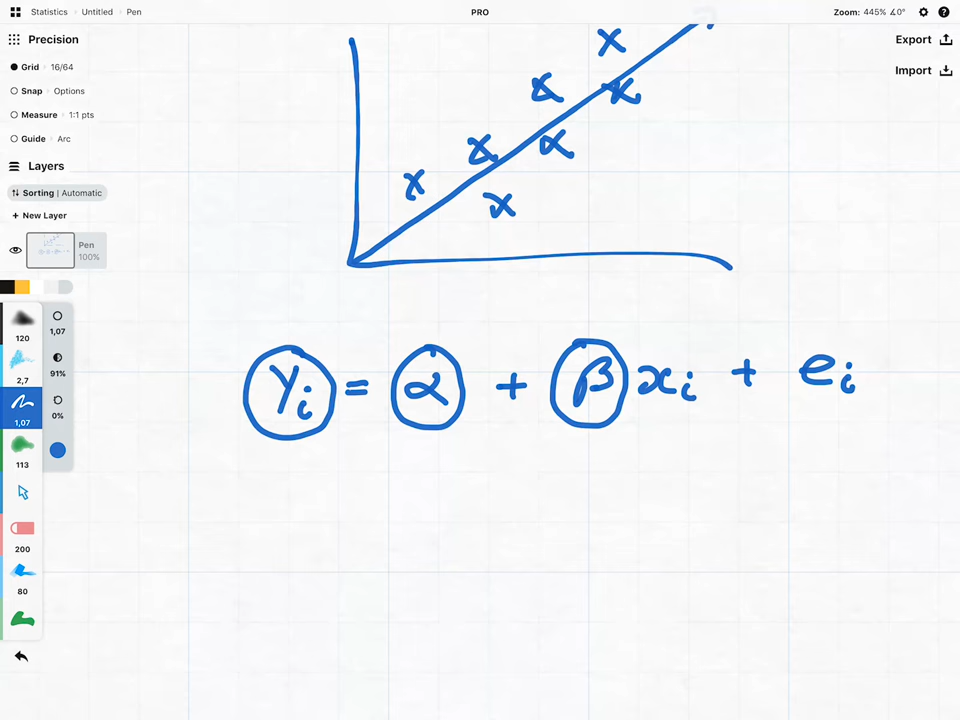 Statistics Untitled Pen
PRO
Zoom: 445% ∡0°
Precision
Grid 16/64
Snap Options
Measure 1:1 pts
Guide Arc
Layers
Sorting | Automatic
+ New Layer
Pen
100%
Export
Import
120
2,7
1,07
113
200
80
1,07
91%
0%
x x x x x x x x
Yi = α + β xi + ei